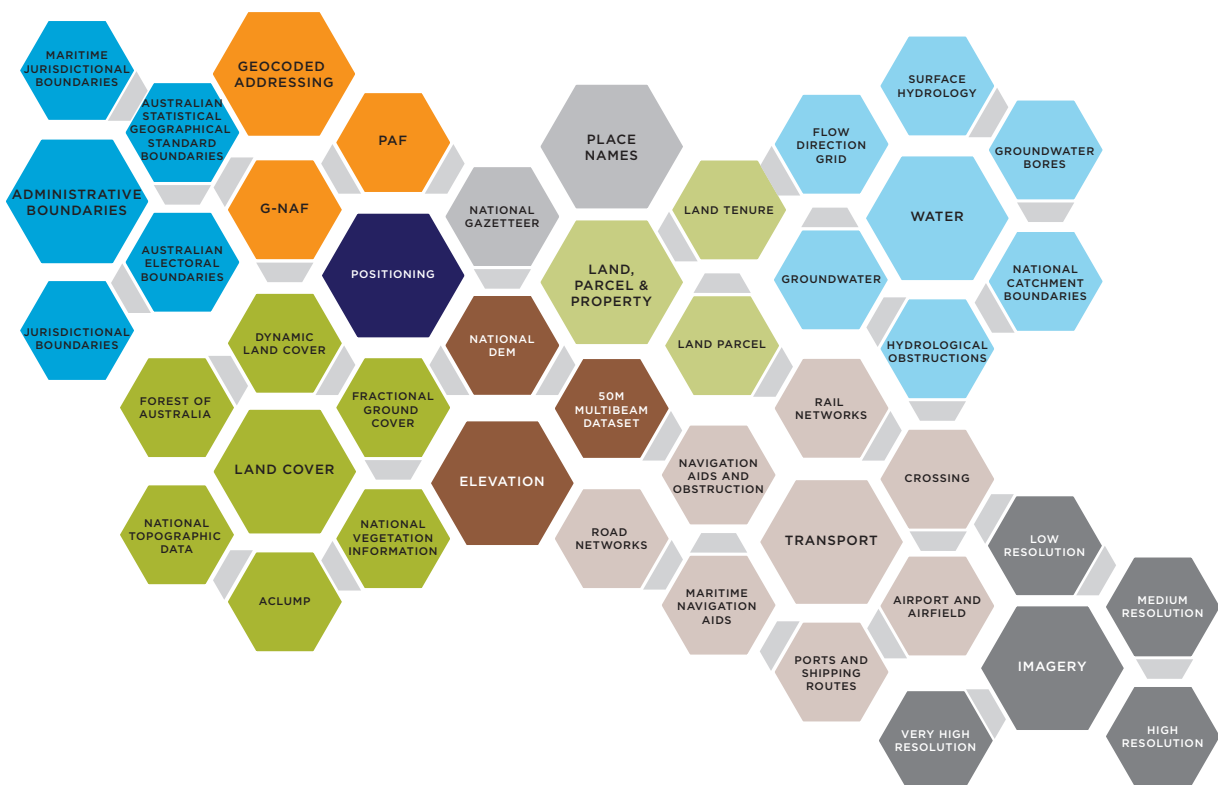 MARITIME
JURISDICTIONAL
BOUNDARIES
AUSTRALIAN
STATISTICAL
GEOGRAPHICAL
STANDARD
BOUNDARIES
ADMINISTRATIVE
BOUNDARIES
AUSTRALIAN
ELECTORAL
BOUNDARIES
JURISDICTIONAL
BOUNDARIES
GEOCODED
ADDRESSING
PAF
G-NAF
POSITIONING
PLACE
NAMES
NATIONAL
GAZETTEER
LAND TENURE
LAND,
PARCEL &
PROPERTY
LAND PARCEL
SURFACE
HYDROLOGY
FLOW
DIRECTION
GRID
GROUNDWATER
BORES
WATER
GROUNDWATER
NATIONAL
CATCHMENT
BOUNDARIES
HYDROLOGICAL
OBSTRUCTIONS
DYNAMIC
LAND COVER
FOREST OF
AUSTRALIA
FRACTIONAL
GROUND
COVER
LAND COVER
NATIONAL
TOPOGRAPHIC
DATA
NATIONAL
VEGETATION
INFORMATION
ACLUMP
NATIONAL
DEM
50M
MULTIBEAM
DATASET
ELEVATION
RAIL
NETWORKS
NAVIGATION
AIDS AND
OBSTRUCTION
CROSSING
ROAD
NETWORKS
TRANSPORT
MARITIME
NAVIGATION
AIDS
AIRPORT AND
AIRFIELD
PORTS AND
SHIPPING
ROUTES
LOW
RESOLUTION
MEDIUM
RESOLUTION
IMAGERY
VERY HIGH
RESOLUTION
HIGH
RESOLUTION